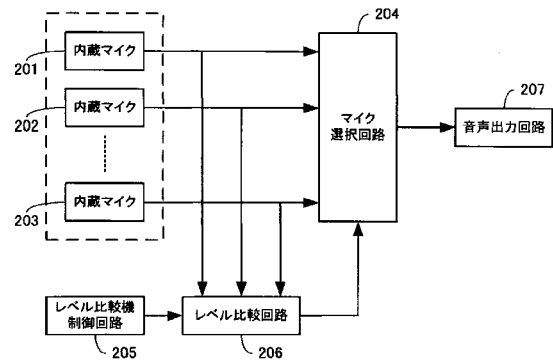 204
内蔵マイク
201
207
内蔵マイク
202
マイク
選択回路
音声出力回路
内蔵マイク
203
レベル比較機
制御回路
レベル比較回路
205
206